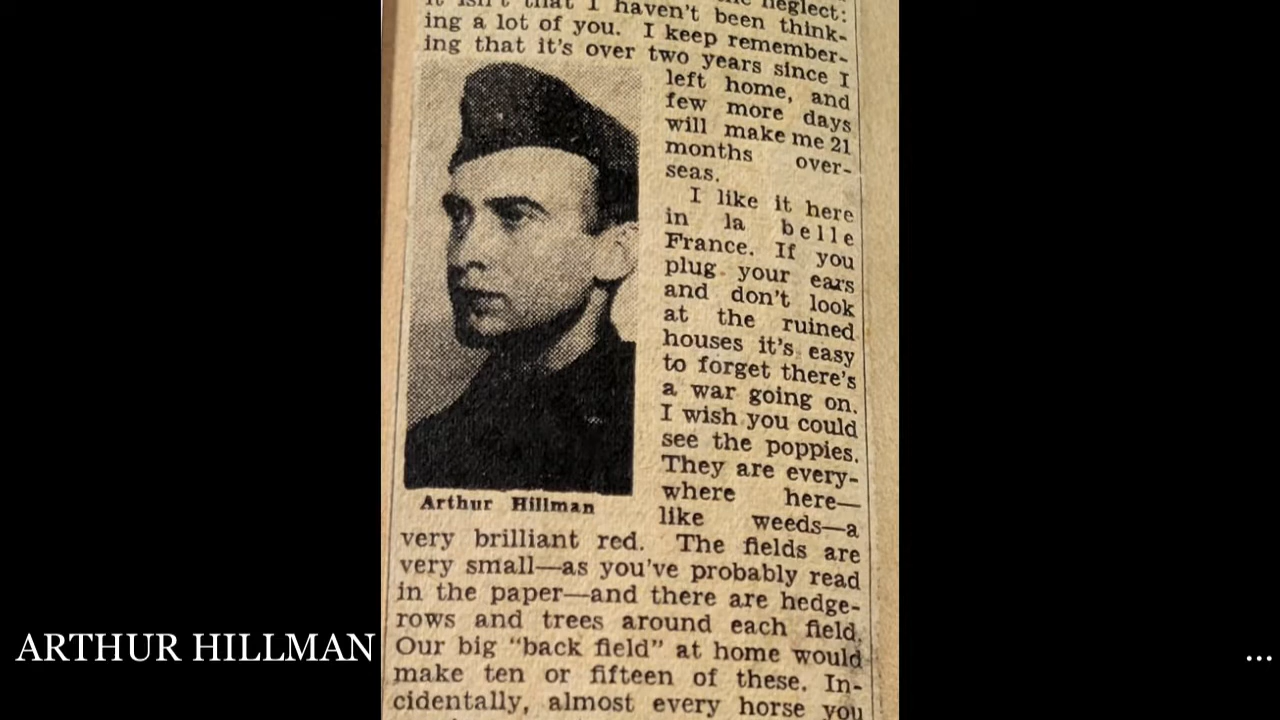 neglect:
it isn't that I haven't been think-
ing a lot of you. I keep remember-
ing that it's over two years since I
left home, and
few more days
will make me 21
months over-
seas.
I like it here
in la belle
France. If you
plug your ears
and don't look
at the ruined
houses it's easy
to forget there's
a war going on.
I wish you could
see the poppies.
They are every-
where here—
like weeds—a
Arthur Hillman
very brilliant red. The fields are
very small—as you've probably read
in the paper—and there are hedge-
rows and trees around each field.
Our big "back field" at home would
make ten or fifteen of these. In-
cidentally, almost every horse you
ARTHUR HILLMAN
...